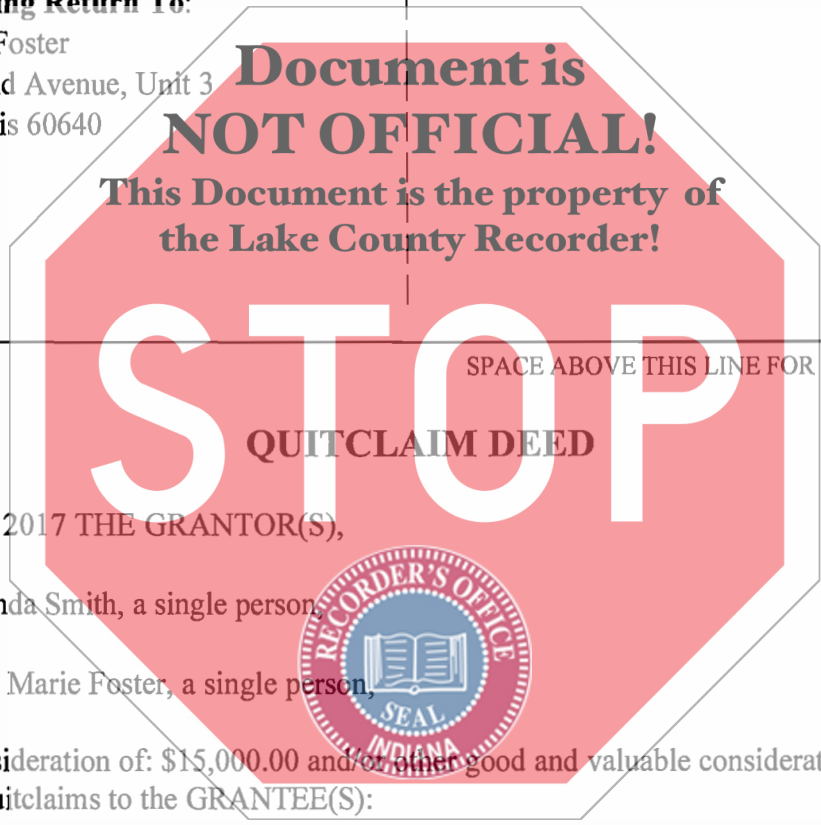 ng Return To:
Foster
d Avenue, Unit 3
is 60640
Document is
NOT OFFICIAL!
This Document is the property of
the Lake County Recorder!
STOP
SPACE ABOVE THIS LINE FOR
QUITCLAIM DEED
2017 THE GRANTOR(S),
nda Smith, a single person,
Marie Foster, a single person,
RECORDER'S OFFICE
SEAL
INDIANA
sideration of: $15,000.00 and/or other good and valuable considerat
uitclaims to the GRANTEE(S):